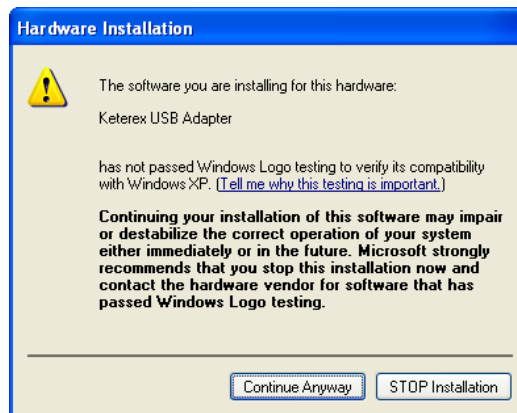 Hardware Installation
The software you are installing for this hardware:
Keterex USB Adapter
has not passed Windows Logo testing to verify its compatibility
with Windows XP. (Tell me why this testing is important.)
Continuing your installation of this software may impair
or destabilize the correct operation of your system
either immediately or in the future. Microsoft strongly
recommends that you stop this installation now and
contact the hardware vendor for software that has
passed Windows Logo testing.
Continue Anyway
STOP Installation